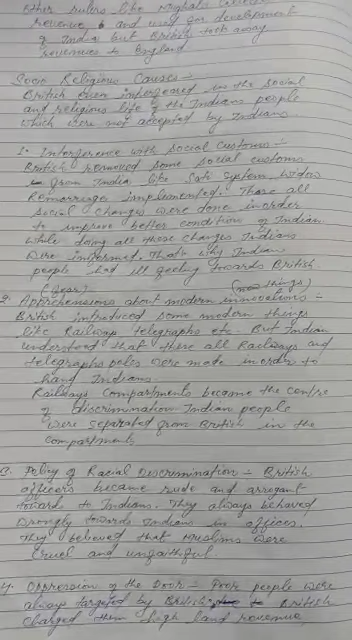 Other rulers like Mughals collected
revenue & and used for development
of India but British took away
revenues to England
Socio Religious Causes -
British even interfeared in the social
and religious life of the Indians people
which were not accepted by Indians
1. Interference with Social Customs -
British removed some social customs
from India like Sati System, widow
Remarriage implemented. These all
social changes were done inorder
to improve better condition of Indian.
While doing all these changes Indians
were informed. That's why Indian
people had ill feeling towards British.
(fear) (new things)
2. Apprehensions about modern innovations -
British introduced some modern things
like Railways telegraphs etc. But Indian
understood that these all Railways and
telegraphs poles were made inorder to
hang Indians.
Railways Compartments became the centre
of discrimination Indian people
were separated from British in the
compartments
3. Policy of Racial Discrimination - British
officers became rude and arrogant
towards to Indians. They always behaved
wrongly towards Indians in offices.
They believed that Muslims were
cruel and unfaithful.
4. Oppression of the Poor - Poor people were
always targeted by British British
charged them high land revenue,